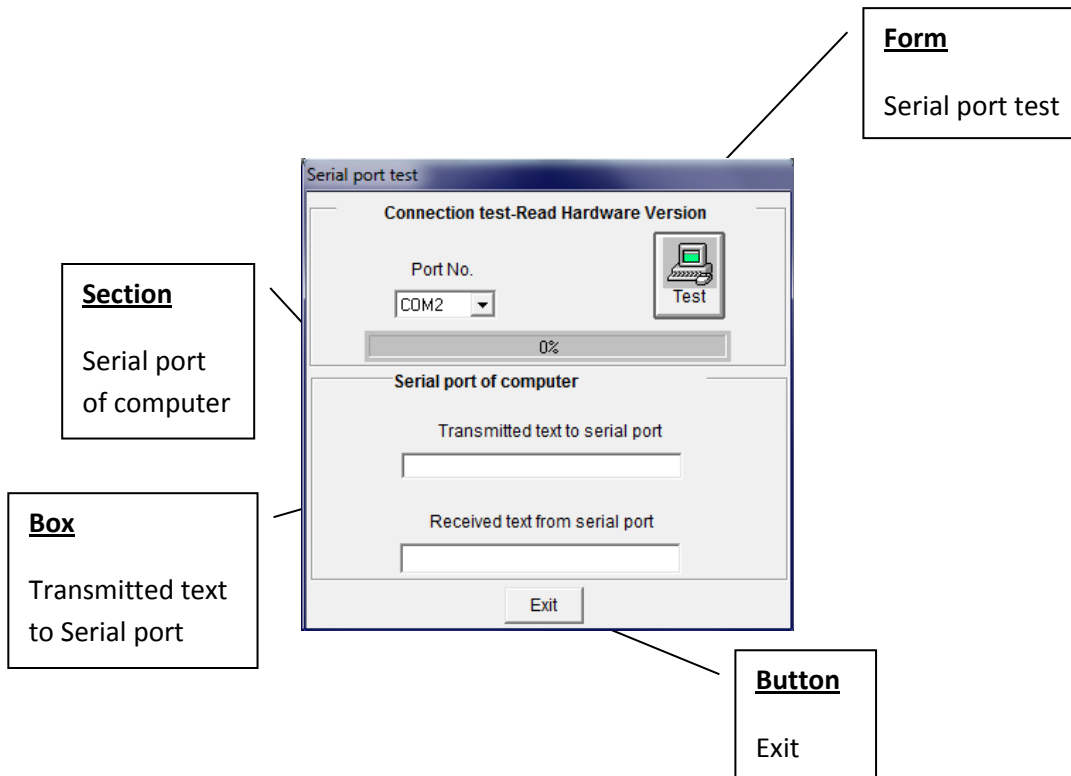 Form
Serial port test
Serial port test
Connection test-Read Hardware Version
Port No.
COM2
Test
0%
Section
Serial port
of computer
Serial port of computer
Transmitted text to serial port
Received text from serial port
Box
Transmitted text
to Serial port
Exit
Button
Exit